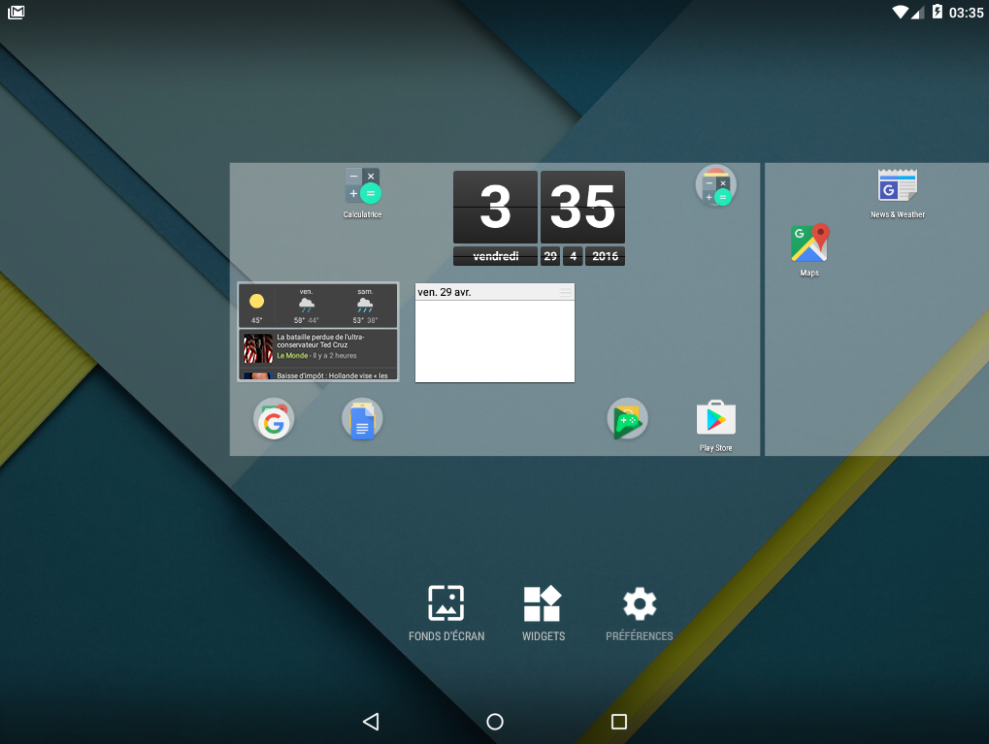 03:35
3 35
vendredi 29 4 2016
Calculatrice
News & Weather
Maps
ven. sam.
45° 58° 44° 53° 38°
La bataille perdue de l'ultra-
conservateur Ted Cruz
Le Monde - Il y a 2 heures
Baisse d'impôt : Hollande vise « les
ven. 29 avr.
Play Store
FONDS D'ÉCRAN WIDGETS PRÉFÉRENCES